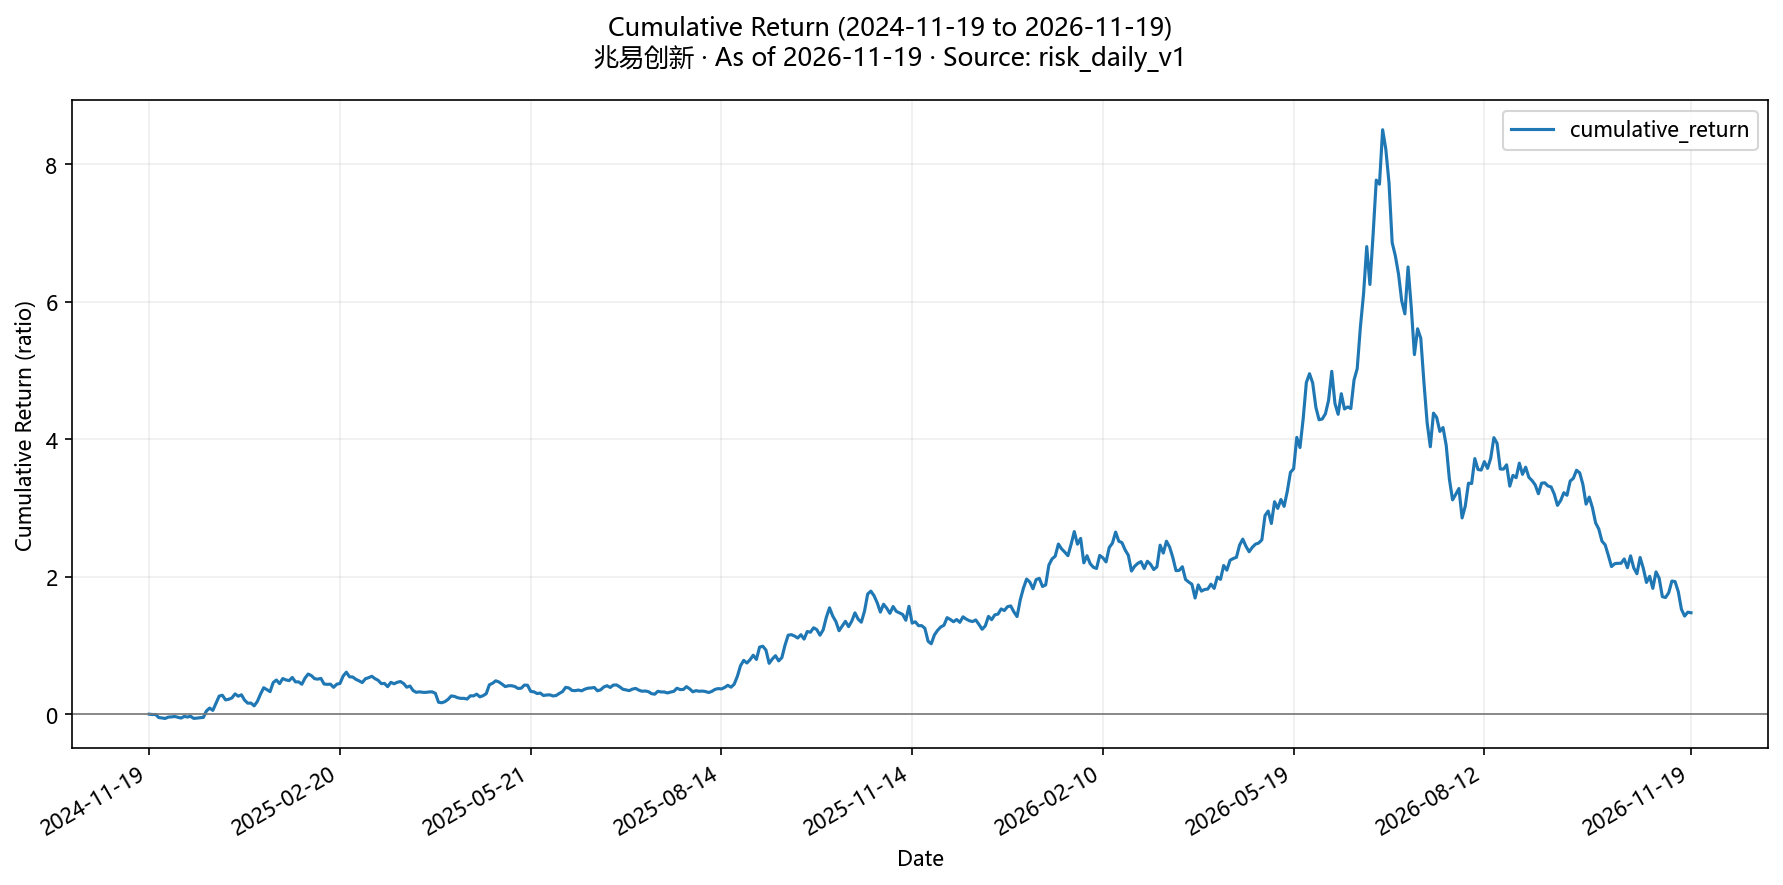 Cumulative Return (2024-11-19 to 2026-11-19)
兆易创新 · As of 2026-11-19 · Source: risk_daily_v1
cumulative_return
Cumulative Return (ratio)
8
6
4
2
0
2024-11-19
2025-02-20
2025-05-21
2025-08-14
2025-11-14
2026-02-10
2026-05-19
2026-08-12
2026-11-19
Date